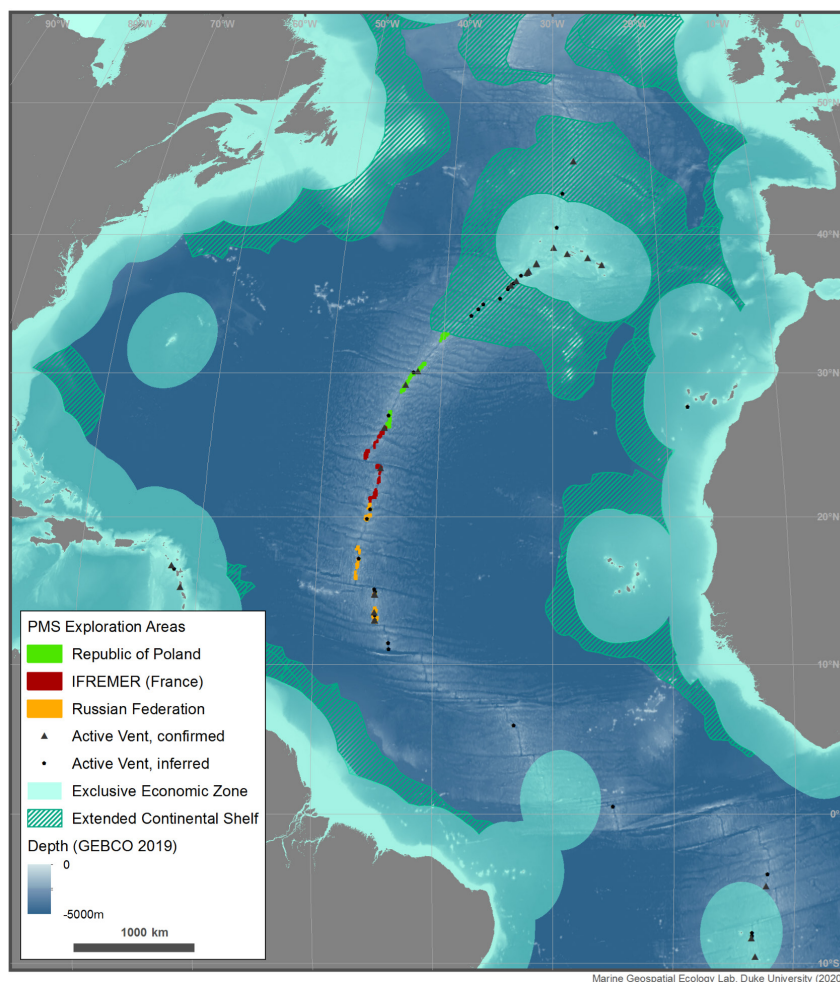 90°W
80°W
70°W
60°W
50°W
40°W
30°W
20°W
10°W
0°
50°N
40°N
30°N
20°N
10°N
0°
10°S
PMS Exploration Areas
Republic of Poland
IFREMER (France)
Russian Federation
Active Vent, confirmed
Active Vent, inferred
Exclusive Economic Zone
Extended Continental Shelf
Depth (GEBCO 2019)
0
-5000m
1000 km
Marine Geospatial Ecology Lab, Duke University (2020